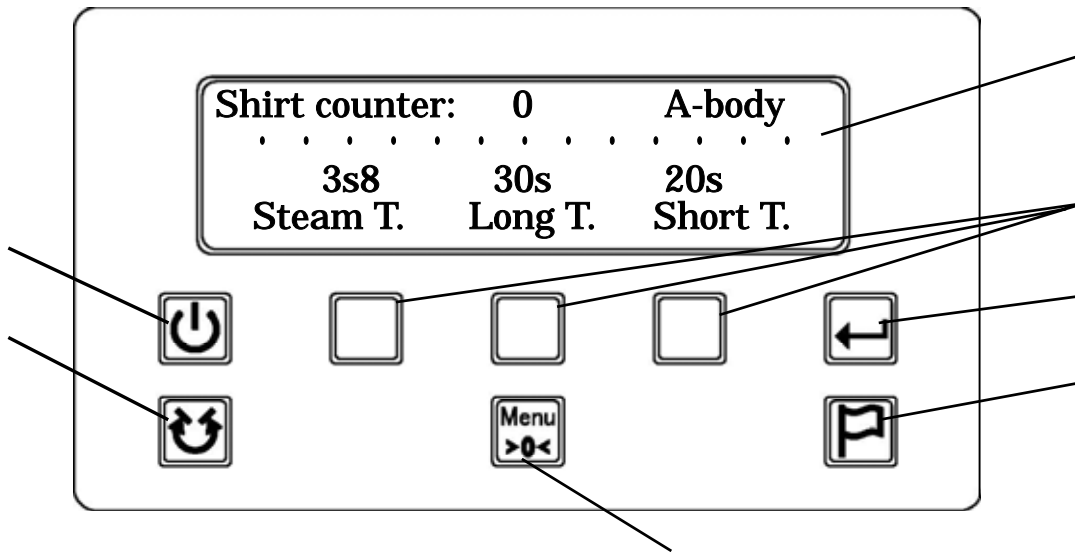 Shirt counter: 0 A-body
3s8 30s 20s
Steam T. Long T. Short T.
Menu
>0<